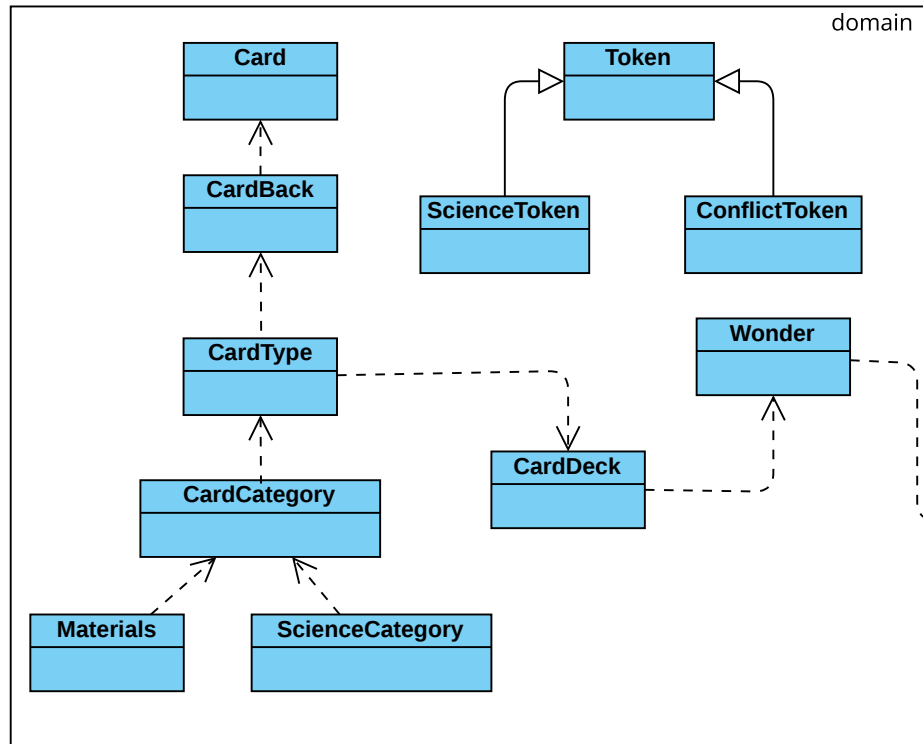 domain
Card
Token
CardBack
ScienceToken
ConflictToken
CardType
Wonder
CardDeck
CardCategory
Materials
ScienceCategory